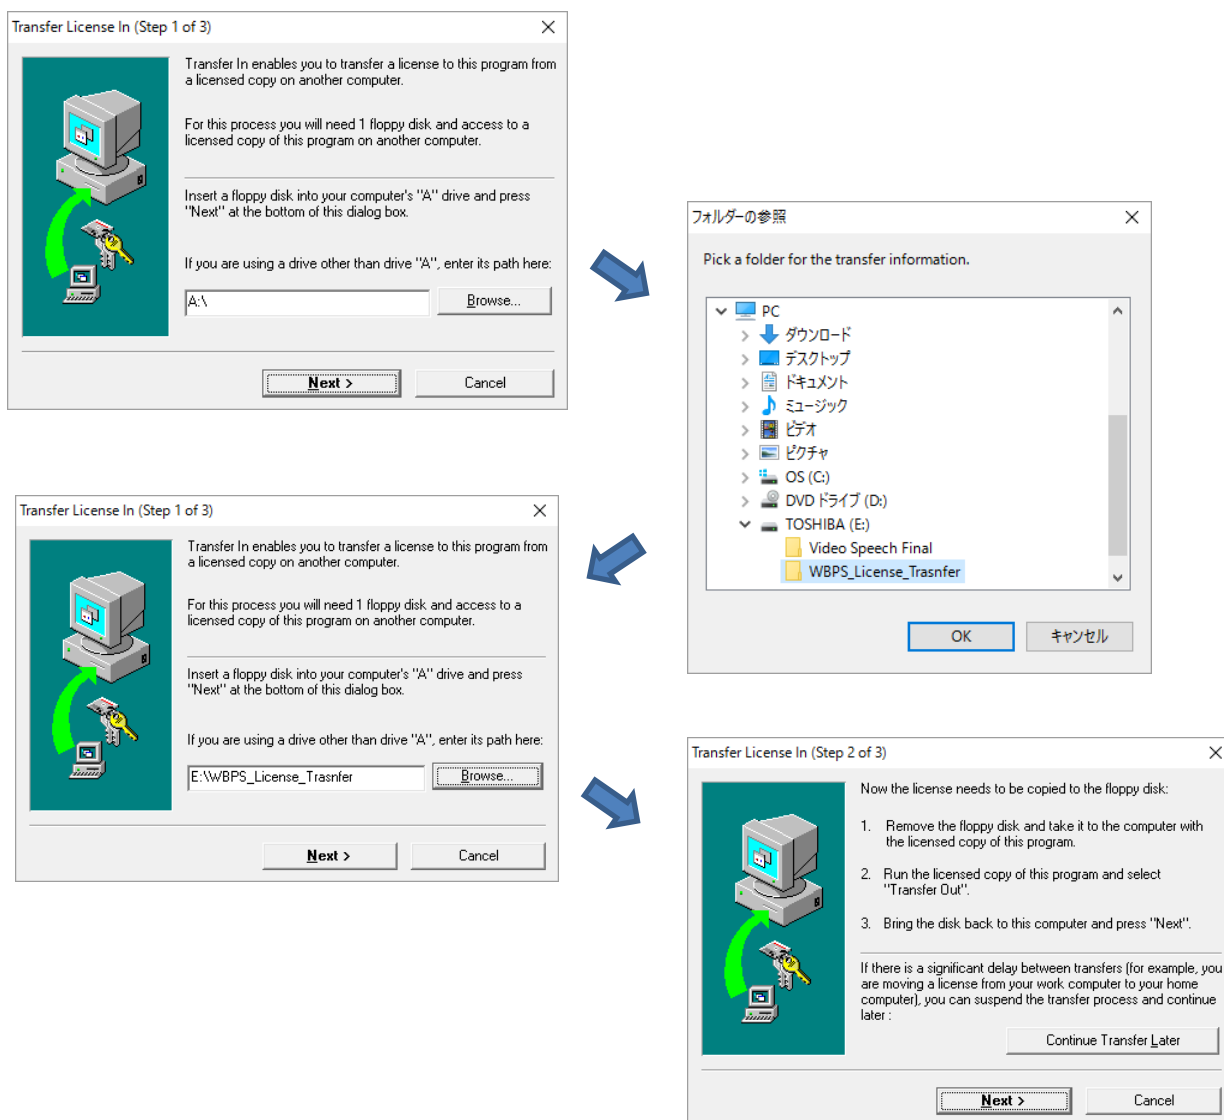 Transfer License In (Step 1 of 3)
Transfer In enables you to transfer a license to this program from
a licensed copy on another computer.
For this process you will need 1 floppy disk and access to a
licensed copy of this program on another computer.
Insert a floppy disk into your computer's "A" drive and press
"Next" at the bottom of this dialog box.
If you are using a drive other than drive "A", enter its path here:
A:\
Browse...
Next >
Cancel
フォルダーの参照
Pick a folder for the transfer information.
PC
ダウンロード
デスクトップ
ドキュメント
ミュージック
ビデオ
ピクチャ
OS (C:)
DVD ドライブ (D:)
TOSHIBA (E:)
Video Speech Final
WBPS_License_Trasnfer
OK
キャンセル
Transfer License In (Step 1 of 3)
Transfer In enables you to transfer a license to this program from
a licensed copy on another computer.
For this process you will need 1 floppy disk and access to a
licensed copy of this program on another computer.
Insert a floppy disk into your computer's "A" drive and press
"Next" at the bottom of this dialog box.
If you are using a drive other than drive "A", enter its path here:
E:\WBPS_License_Trasnfer
Browse...
Next >
Cancel
Transfer License In (Step 2 of 3)
Now the license needs to be copied to the floppy disk:
1. Remove the floppy disk and take it to the computer with
the licensed copy of this program.
2. Run the licensed copy of this program and select
"Transfer Out".
3. Bring the disk back to this computer and press "Next".
If there is a significant delay between transfers (for example, you
are moving a license from your work computer to your home
computer), you can suspend the transfer process and continue
later :
Continue Transfer Later
Next >
Cancel